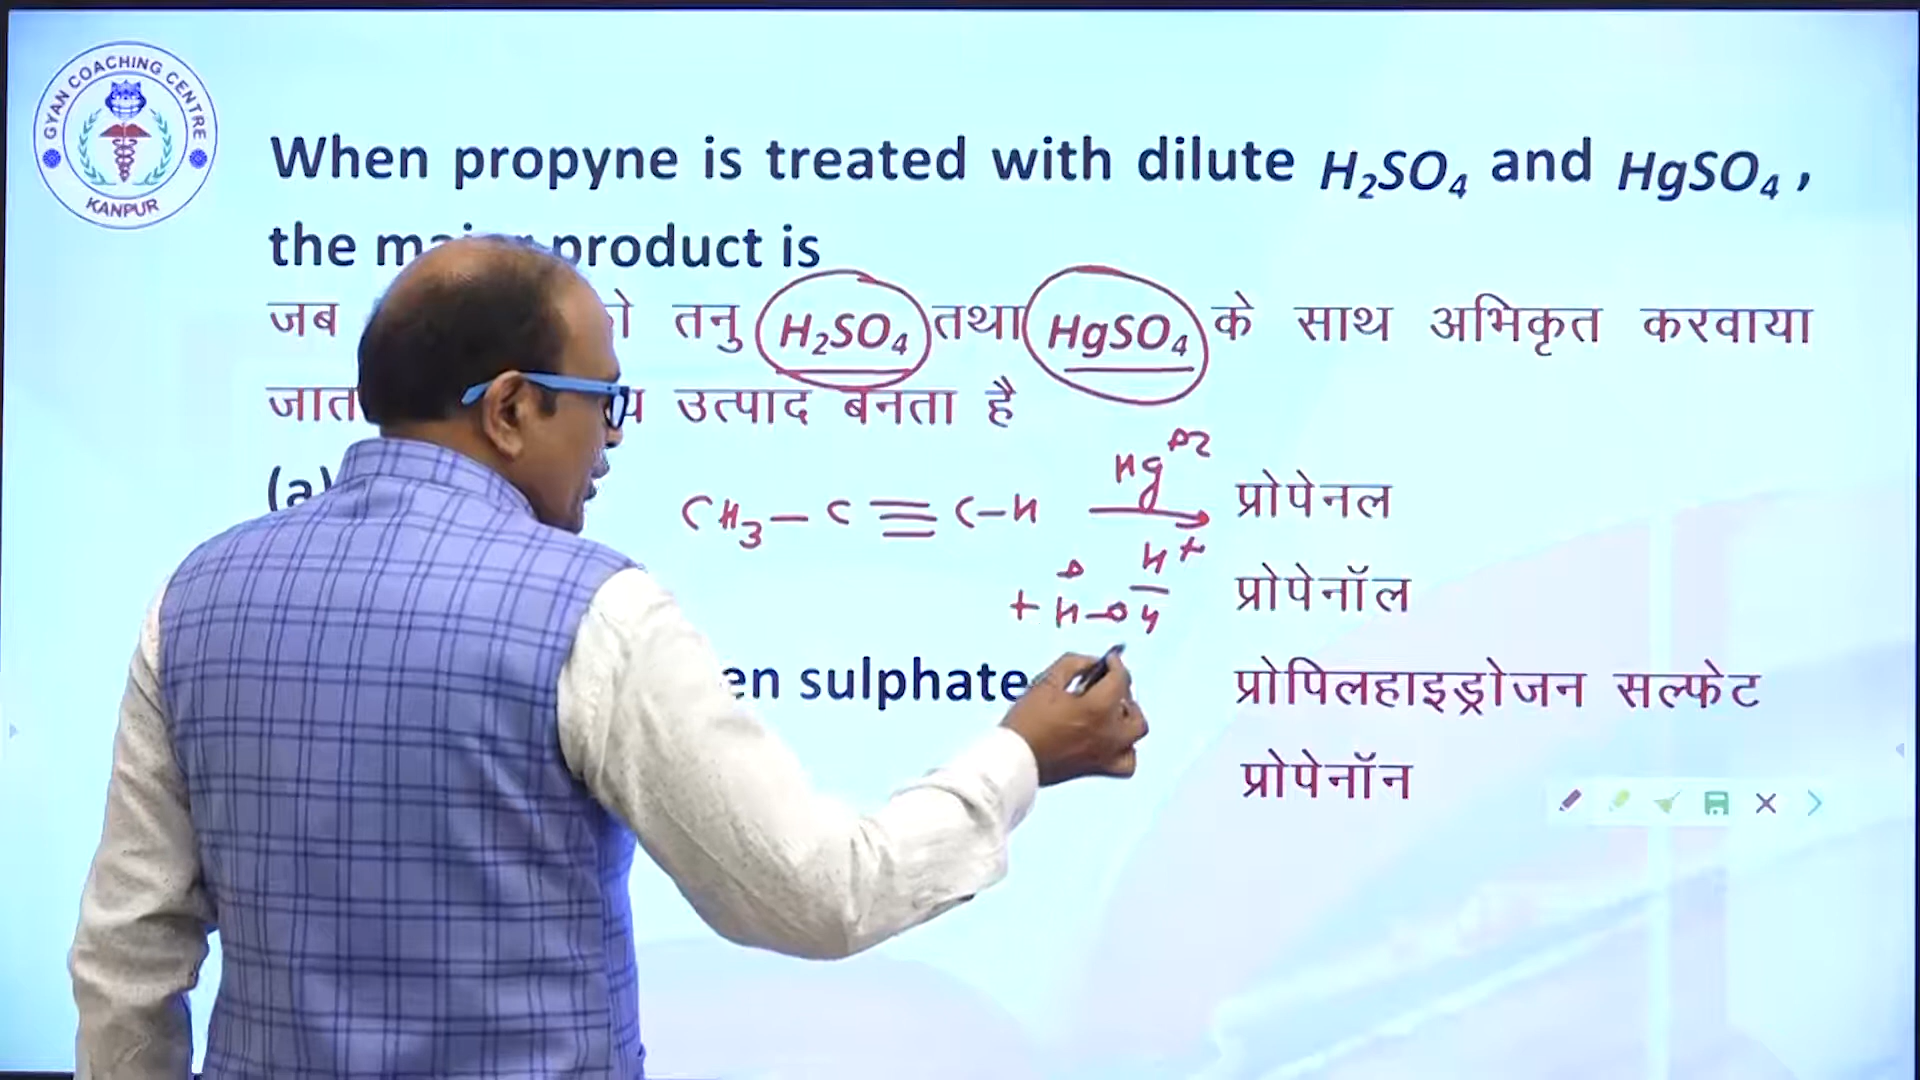 GYAN COACHING CENTRE
KANPUR
When propyne is treated with dilute H₂SO₄ and HgSO₄ ,
the major product is
जब तनु H₂SO₄ तथा HgSO₄ के साथ अभिकृत करवाया
उत्पाद बनता है
(a) प्रोपेनल
CH₃ – C ≡ C – H
Hg⁺²
H⁺
+ H – OH
प्रोपेनॉल
en sulphate प्रोपिलहाइड्रोजन सल्फेट
प्रोपेनॉन